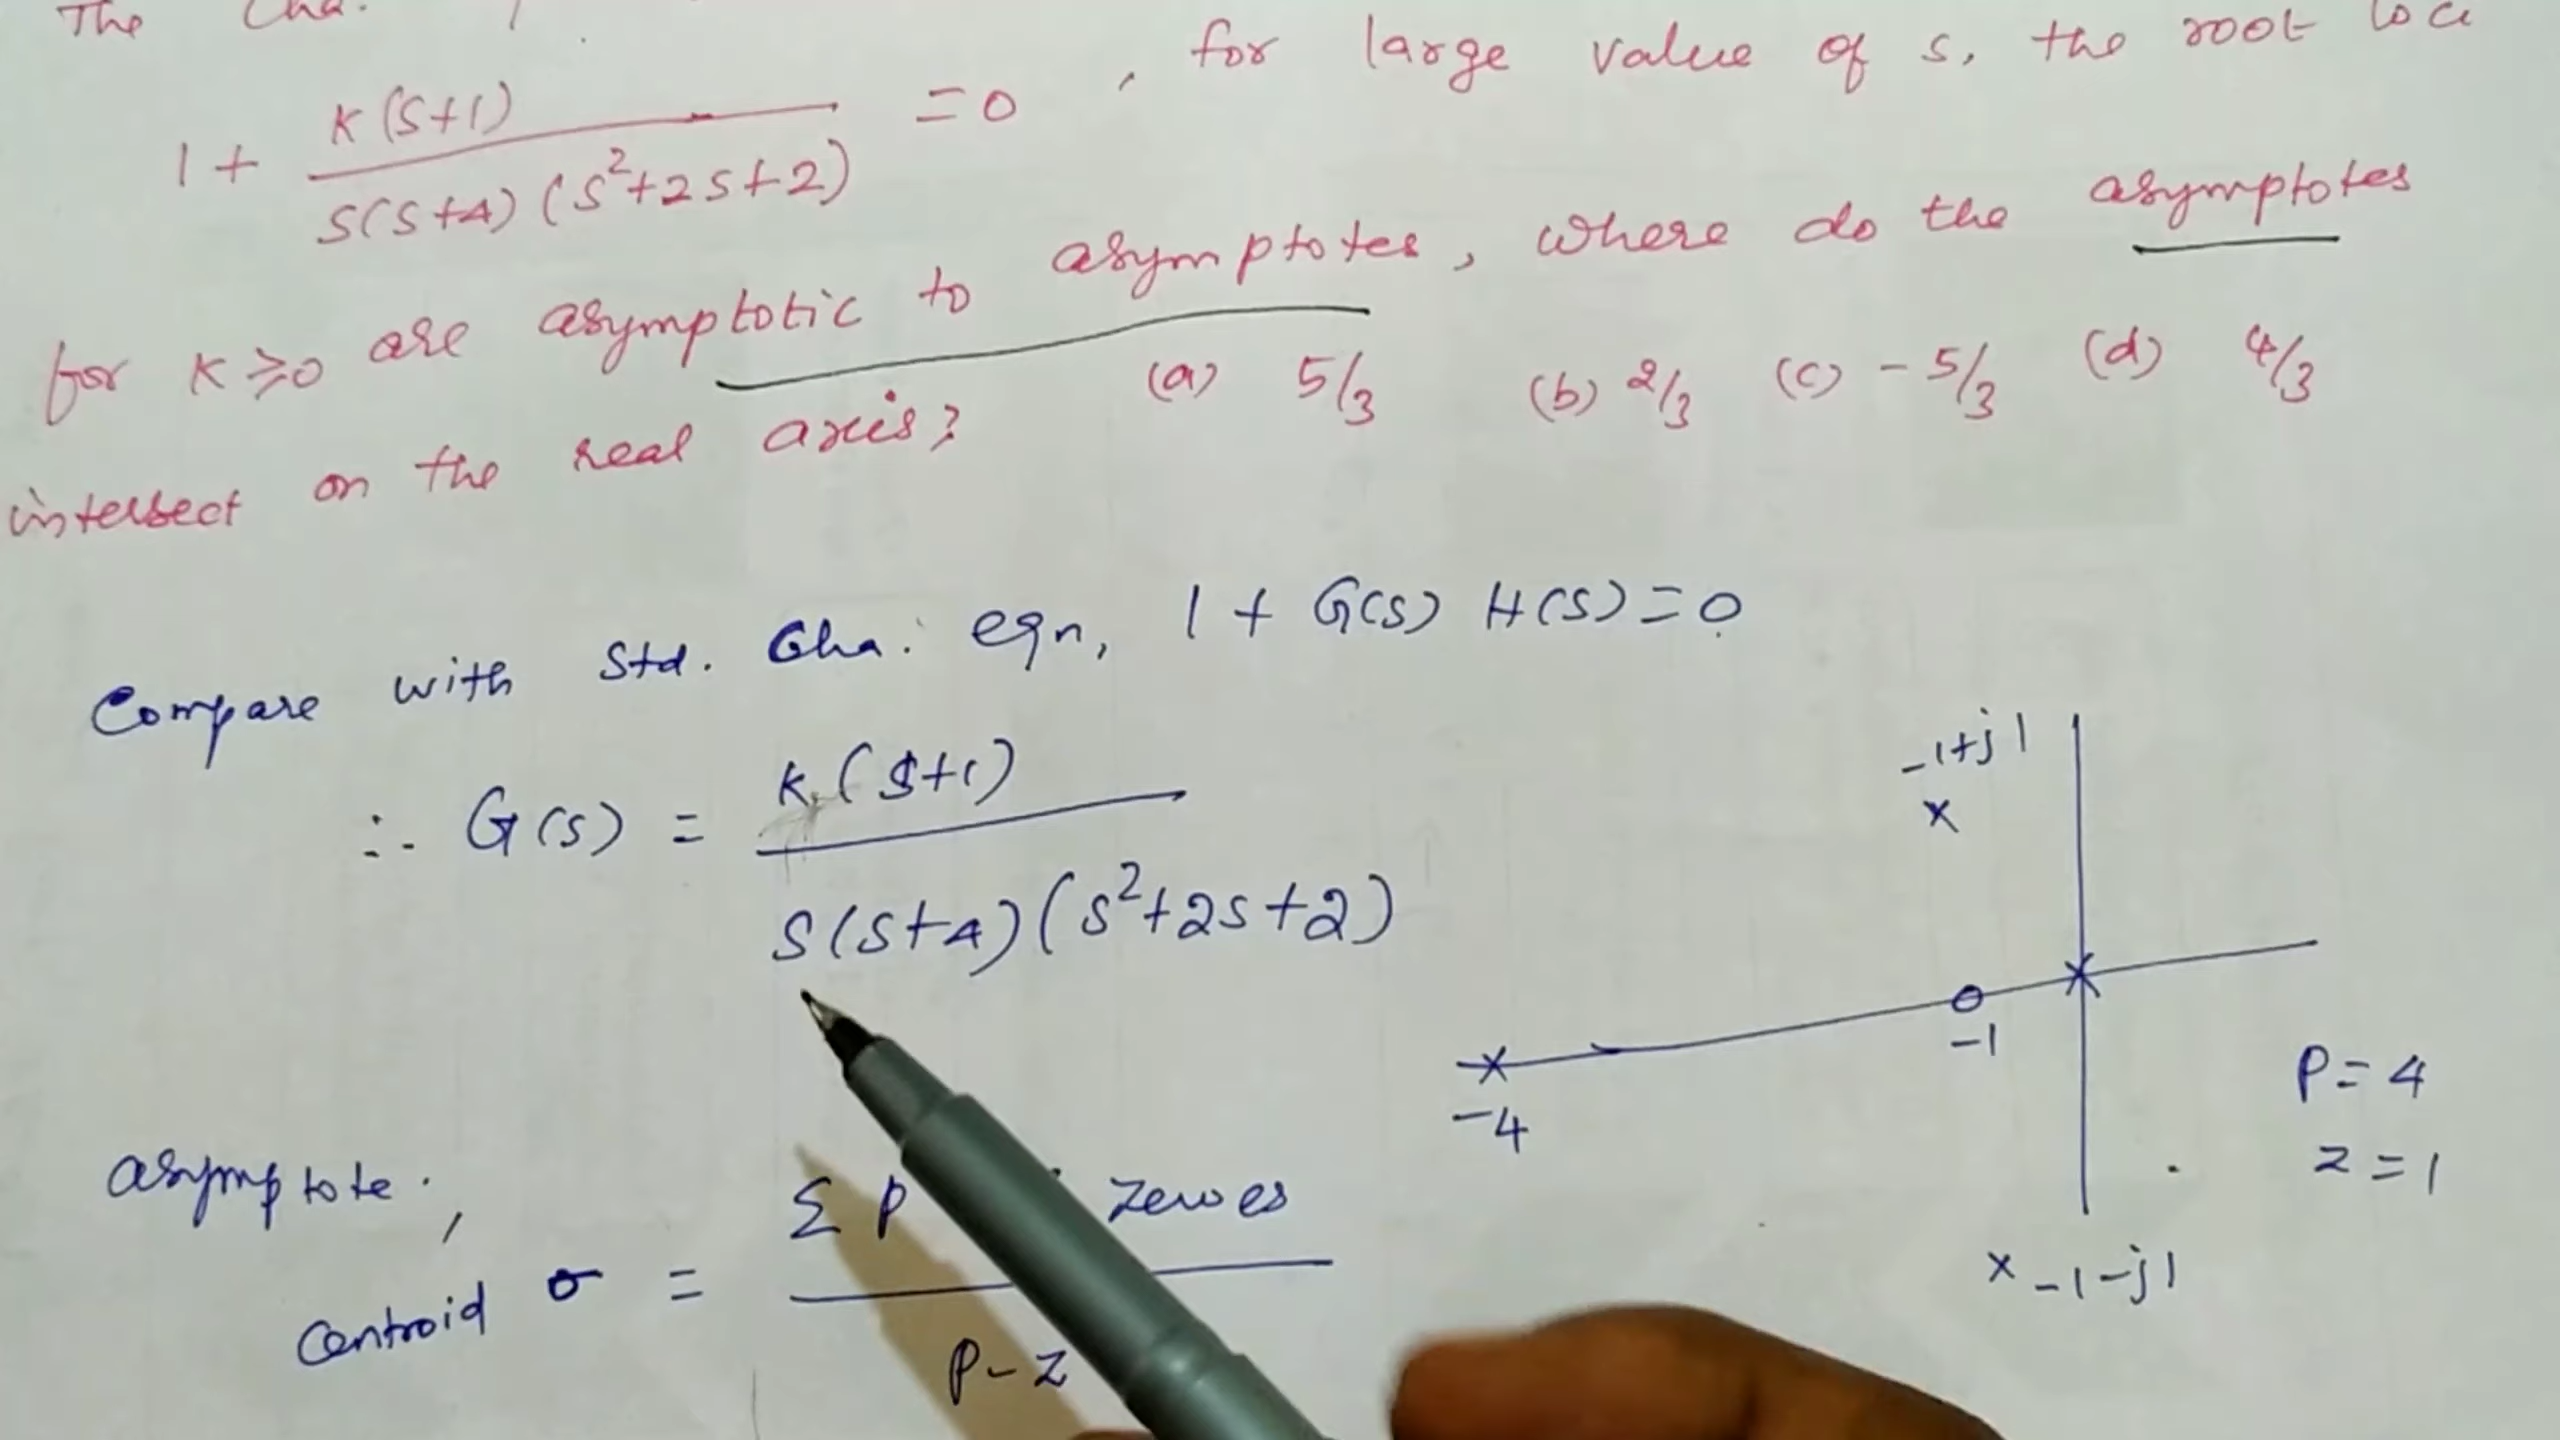 The Cha.
1 + K(S+1) / S(S+4)(S²+2S+2) = 0, for large value of s, the root loci
for K ≥ 0 are asymptotic to asymptotes, where do the asymptotes
intersect on the real axis? (a) 5/3 (b) 2/3 (c) -5/3 (d) 4/3
Compare with Std. Cha. eqn, 1 + G(S) H(S) = 0
∴ G(S) = K(S+1) / S(S+4)(S²+2S+2)
-1+j1
x
-1
-4
P = 4
z = 1
x -1-j1
asymptote,
Centroid σ = Σ P zeroes / P-z